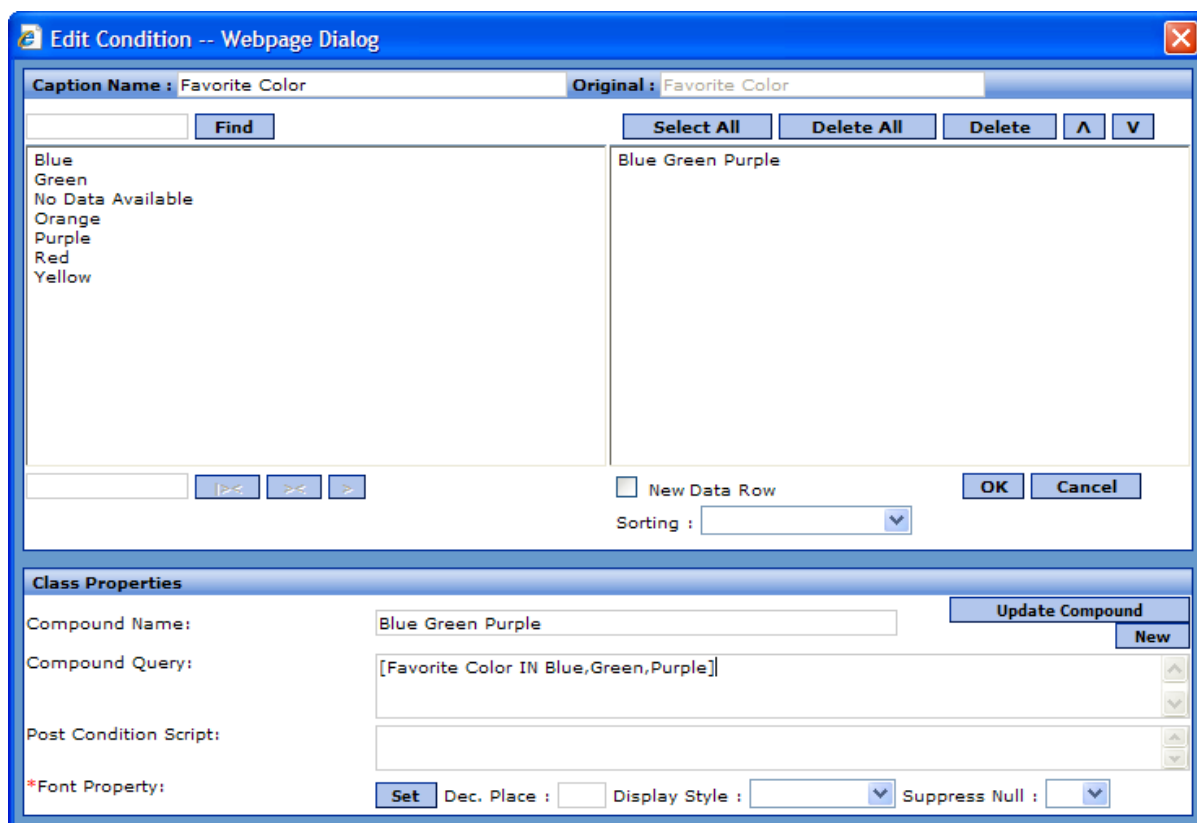 Edit Condition -- Webpage Dialog
Caption Name : Favorite Color Original : Favorite Color
Find Select All Delete All Delete Λ V
Blue
Green
No Data Available
Orange
Purple
Red
Yellow
Blue Green Purple
|>< >< >
New Data Row OK Cancel
Sorting :
Class Properties
Update Compound
Compound Name: Blue Green Purple
New
Compound Query: [Favorite Color IN Blue,Green,Purple]
Post Condition Script:
*Font Property: Set Dec. Place : Display Style : Suppress Null :